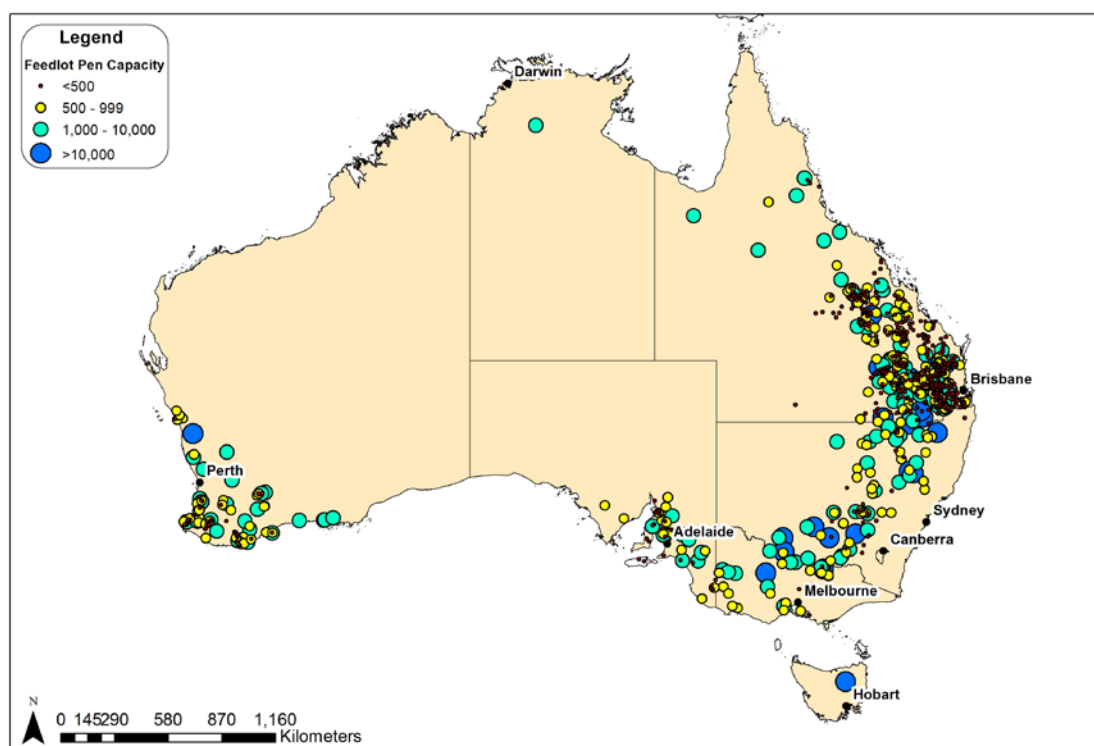 Legend
Feedlot Pen Capacity
<500
500 - 999
1,000 - 10,000
>10,000
Darwin
Brisbane
Perth
Sydney
Adelaide
Canberra
Melbourne
Hobart
N
0 145290 580 870 1,160
Kilometers